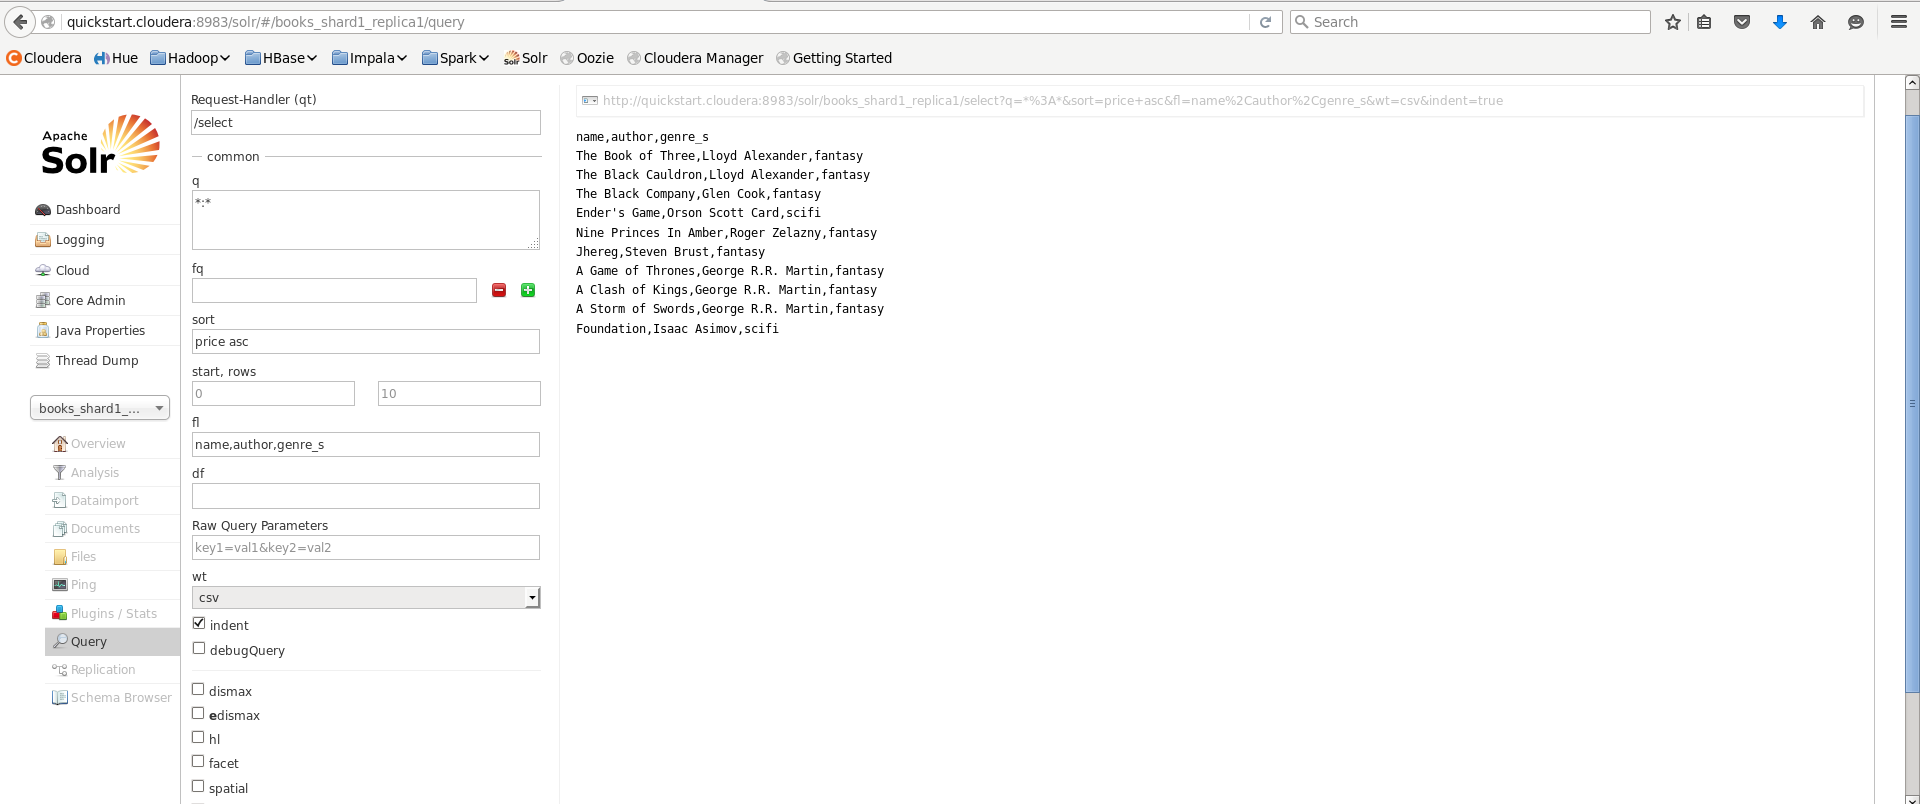 quickstart.cloudera:8983/solr/#/books_shard1_replica1/query
Search
Cloudera Hue Hadoop HBase Impala Spark Solr Solr Oozie Cloudera Manager Getting Started
Apache
Solr
Dashboard
Logging
Cloud
Core Admin
Java Properties
Thread Dump
books_shard1_...
Overview
Analysis
Dataimport
Documents
Files
Ping
Plugins / Stats
Query
Replication
Schema Browser
Request-Handler (qt)
/select
common
q
*:*
fq
sort
price asc
start, rows
0 10
fl
name,author,genre_s
df
Raw Query Parameters
key1=val1&key2=val2
wt
csv
indent
debugQuery
dismax
edismax
hl
facet
spatial
http://quickstart.cloudera:8983/solr/books_shard1_replica1/select?q=*%3A*&sort=price+asc&fl=name%2Cauthor%2Cgenre_s&wt=csv&indent=true
name,author,genre_s
The Book of Three,Lloyd Alexander,fantasy
The Black Cauldron,Lloyd Alexander,fantasy
The Black Company,Glen Cook,fantasy
Ender's Game,Orson Scott Card,scifi
Nine Princes In Amber,Roger Zelazny,fantasy
Jhereg,Steven Brust,fantasy
A Game of Thrones,George R.R. Martin,fantasy
A Clash of Kings,George R.R. Martin,fantasy
A Storm of Swords,George R.R. Martin,fantasy
Foundation,Isaac Asimov,scifi